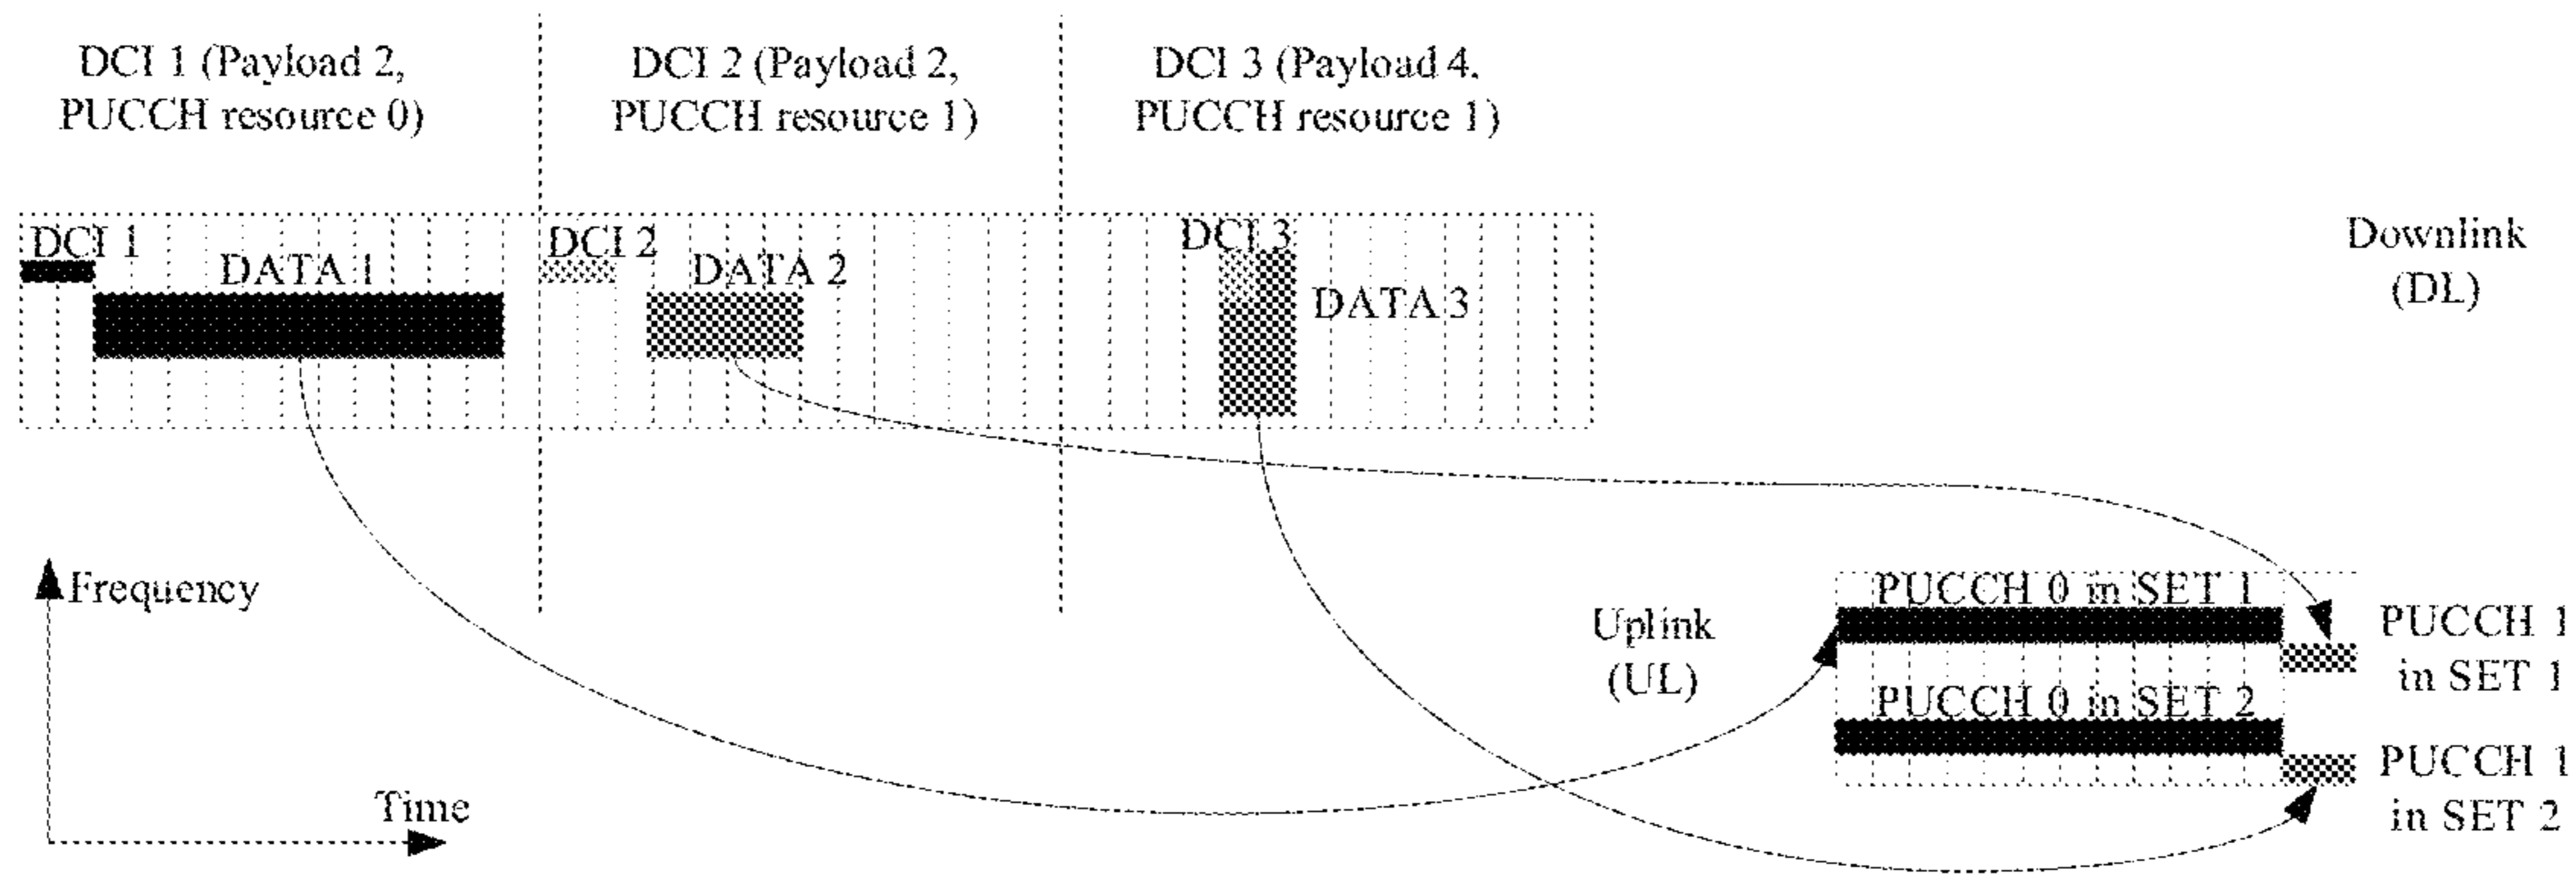 DCI 1 (Payload 2,
PUCCH resource 0)
DCI 2 (Payload 2,
PUCCH resource 1)
DCI 3 (Payload 4,
PUCCH resource 1)
DCI 1
DATA 1
DCI 2
DATA 2
DCI 3
DATA 3
Downlink
(DL)
Frequency
Time
Uplink
(UL)
PUCCH 0 in SET 1
PUCCH 1
in SET 1
PUCCH 0 in SET 2
PUCCH 1
in SET 2